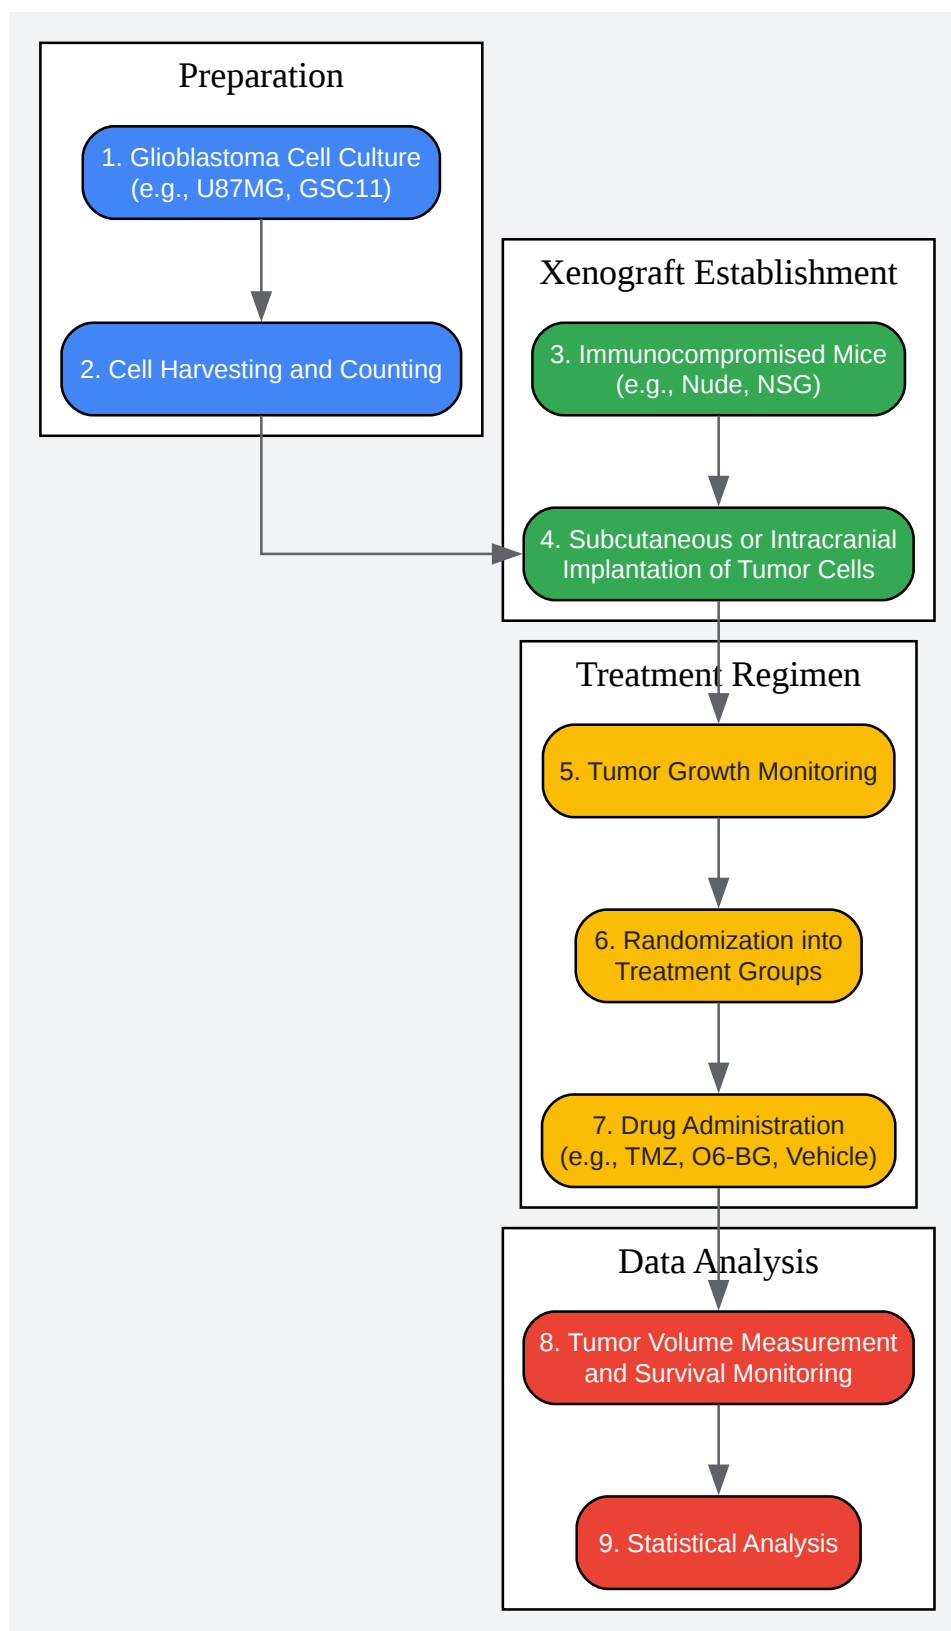 Preparation
1. Glioblastoma Cell Culture
(e.g., U87MG, GSC11)
2. Cell Harvesting and Counting
Xenograft Establishment
3. Immunocompromised Mice
(e.g., Nude, NSG)
4. Subcutaneous or Intracranial
Implantation of Tumor Cells
Treatment Regimen
5. Tumor Growth Monitoring
6. Randomization into
Treatment Groups
7. Drug Administration
(e.g., TMZ, O6-BG, Vehicle)
Data Analysis
8. Tumor Volume Measurement
and Survival Monitoring
9. Statistical Analysis